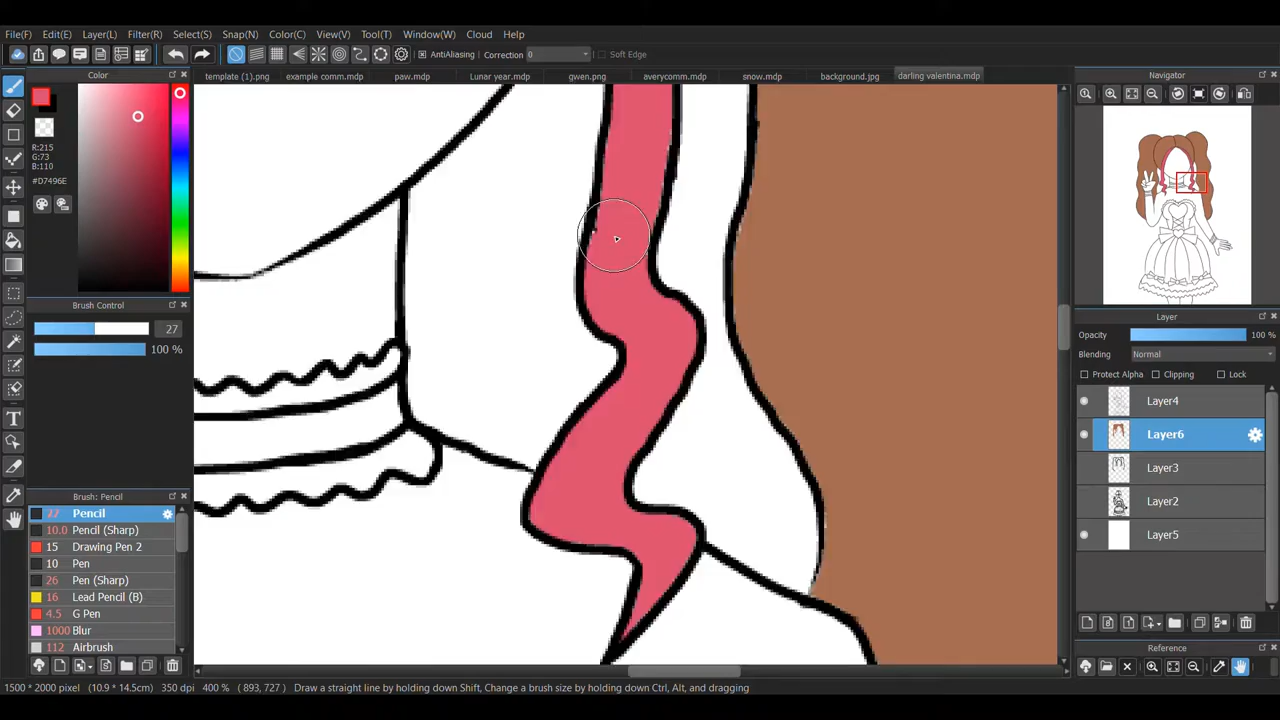 File(F) Edit(E) Layer(L) Filter(R) Select(S) Snap(N) Color(C) View(V) Tool(T) Window(W) Cloud Help
AntiAliasing Correction 0 Soft Edge
Color template (1).png example comm.mdp paw.mdp Lunar year.mdp gwen.png averycomm.mdp snow.mdp background.jpg darling valentina.mdp Navigator
R:215
G:73
B:110
#D7496E
Brush Control
27
100 %
Brush: Pencil
27 Pencil
10.0 Pencil (Sharp)
15 Drawing Pen 2
10 Pen
26 Pen (Sharp)
16 Lead Pencil (B)
4.5 G Pen
1000 Blur
112 Airbrush
Layer
Opacity 100 %
Blending Normal
Protect Alpha Clipping Lock
Layer4
Layer6
Layer3
Layer2
Layer5
Reference
1500 * 2000 pixel (10.9 * 14.5cm) 350 dpi 400 % ( 893, 727 ) Draw a straight line by holding down Shift, Change a brush size by holding down Ctrl, Alt, and dragging